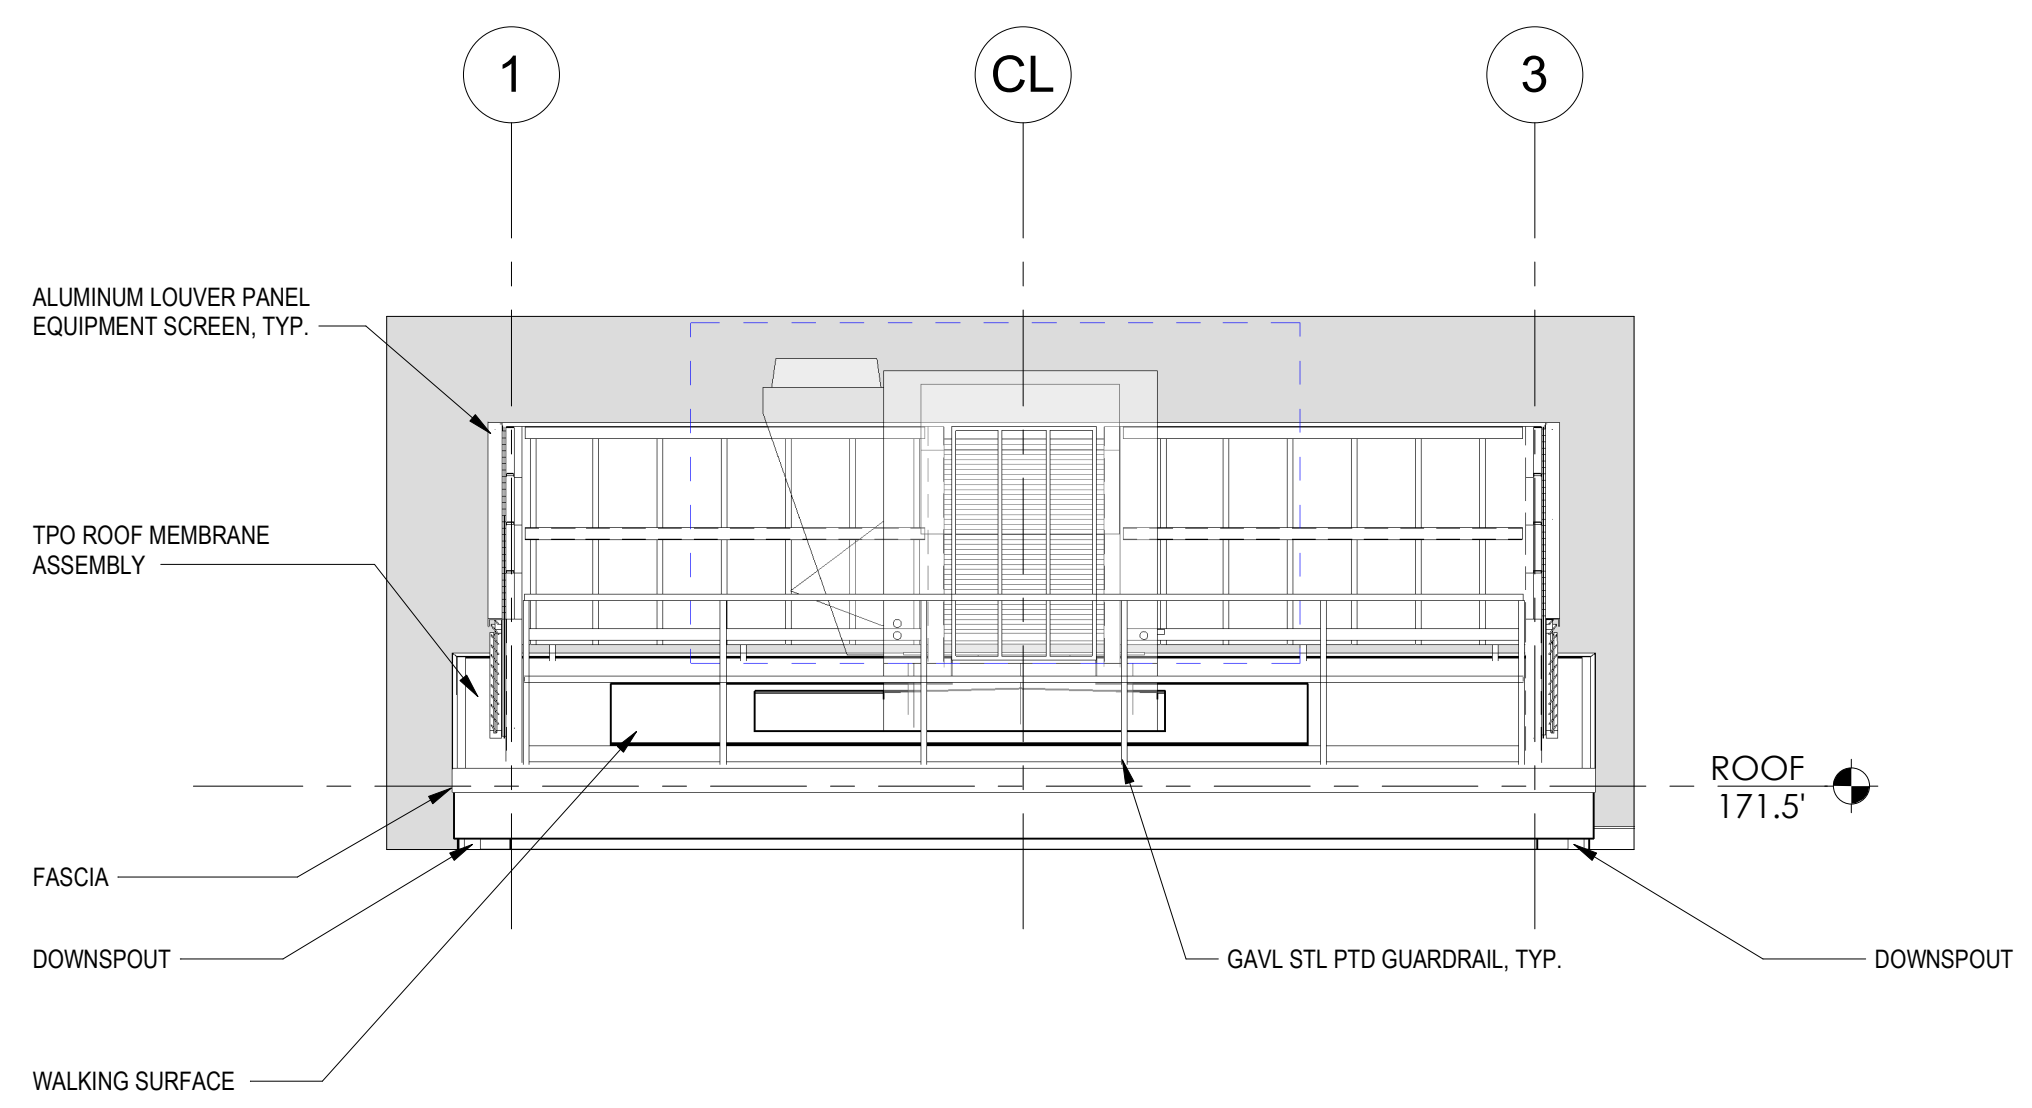 1
CL
3
ALUMINUM LOUVER PANEL
EQUIPMENT SCREEN, TYP.
TPO ROOF MEMBRANE
ASSEMBLY
ROOF
171.5'
FASCIA
DOWNSPOUT
GAVL STL PTD GUARDRAIL, TYP.
DOWNSPOUT
WALKING SURFACE